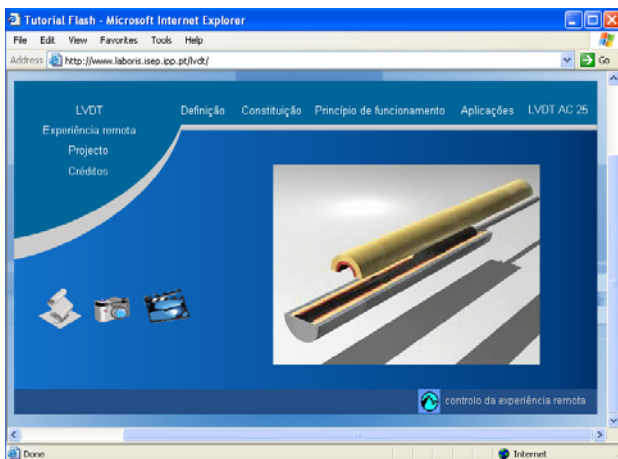 Tutorial Flash - Microsoft Internet Explorer
File Edit View Favorites Tools Help
Address http://www.laboris.isep.ipp.pt/lvdt/ Go
LVDT Definição Constituição Princípio de funcionamento Aplicações LVDT AC 25
Experiência remota
Projecto
Créditos
controlo da experiência remota
Done Internet